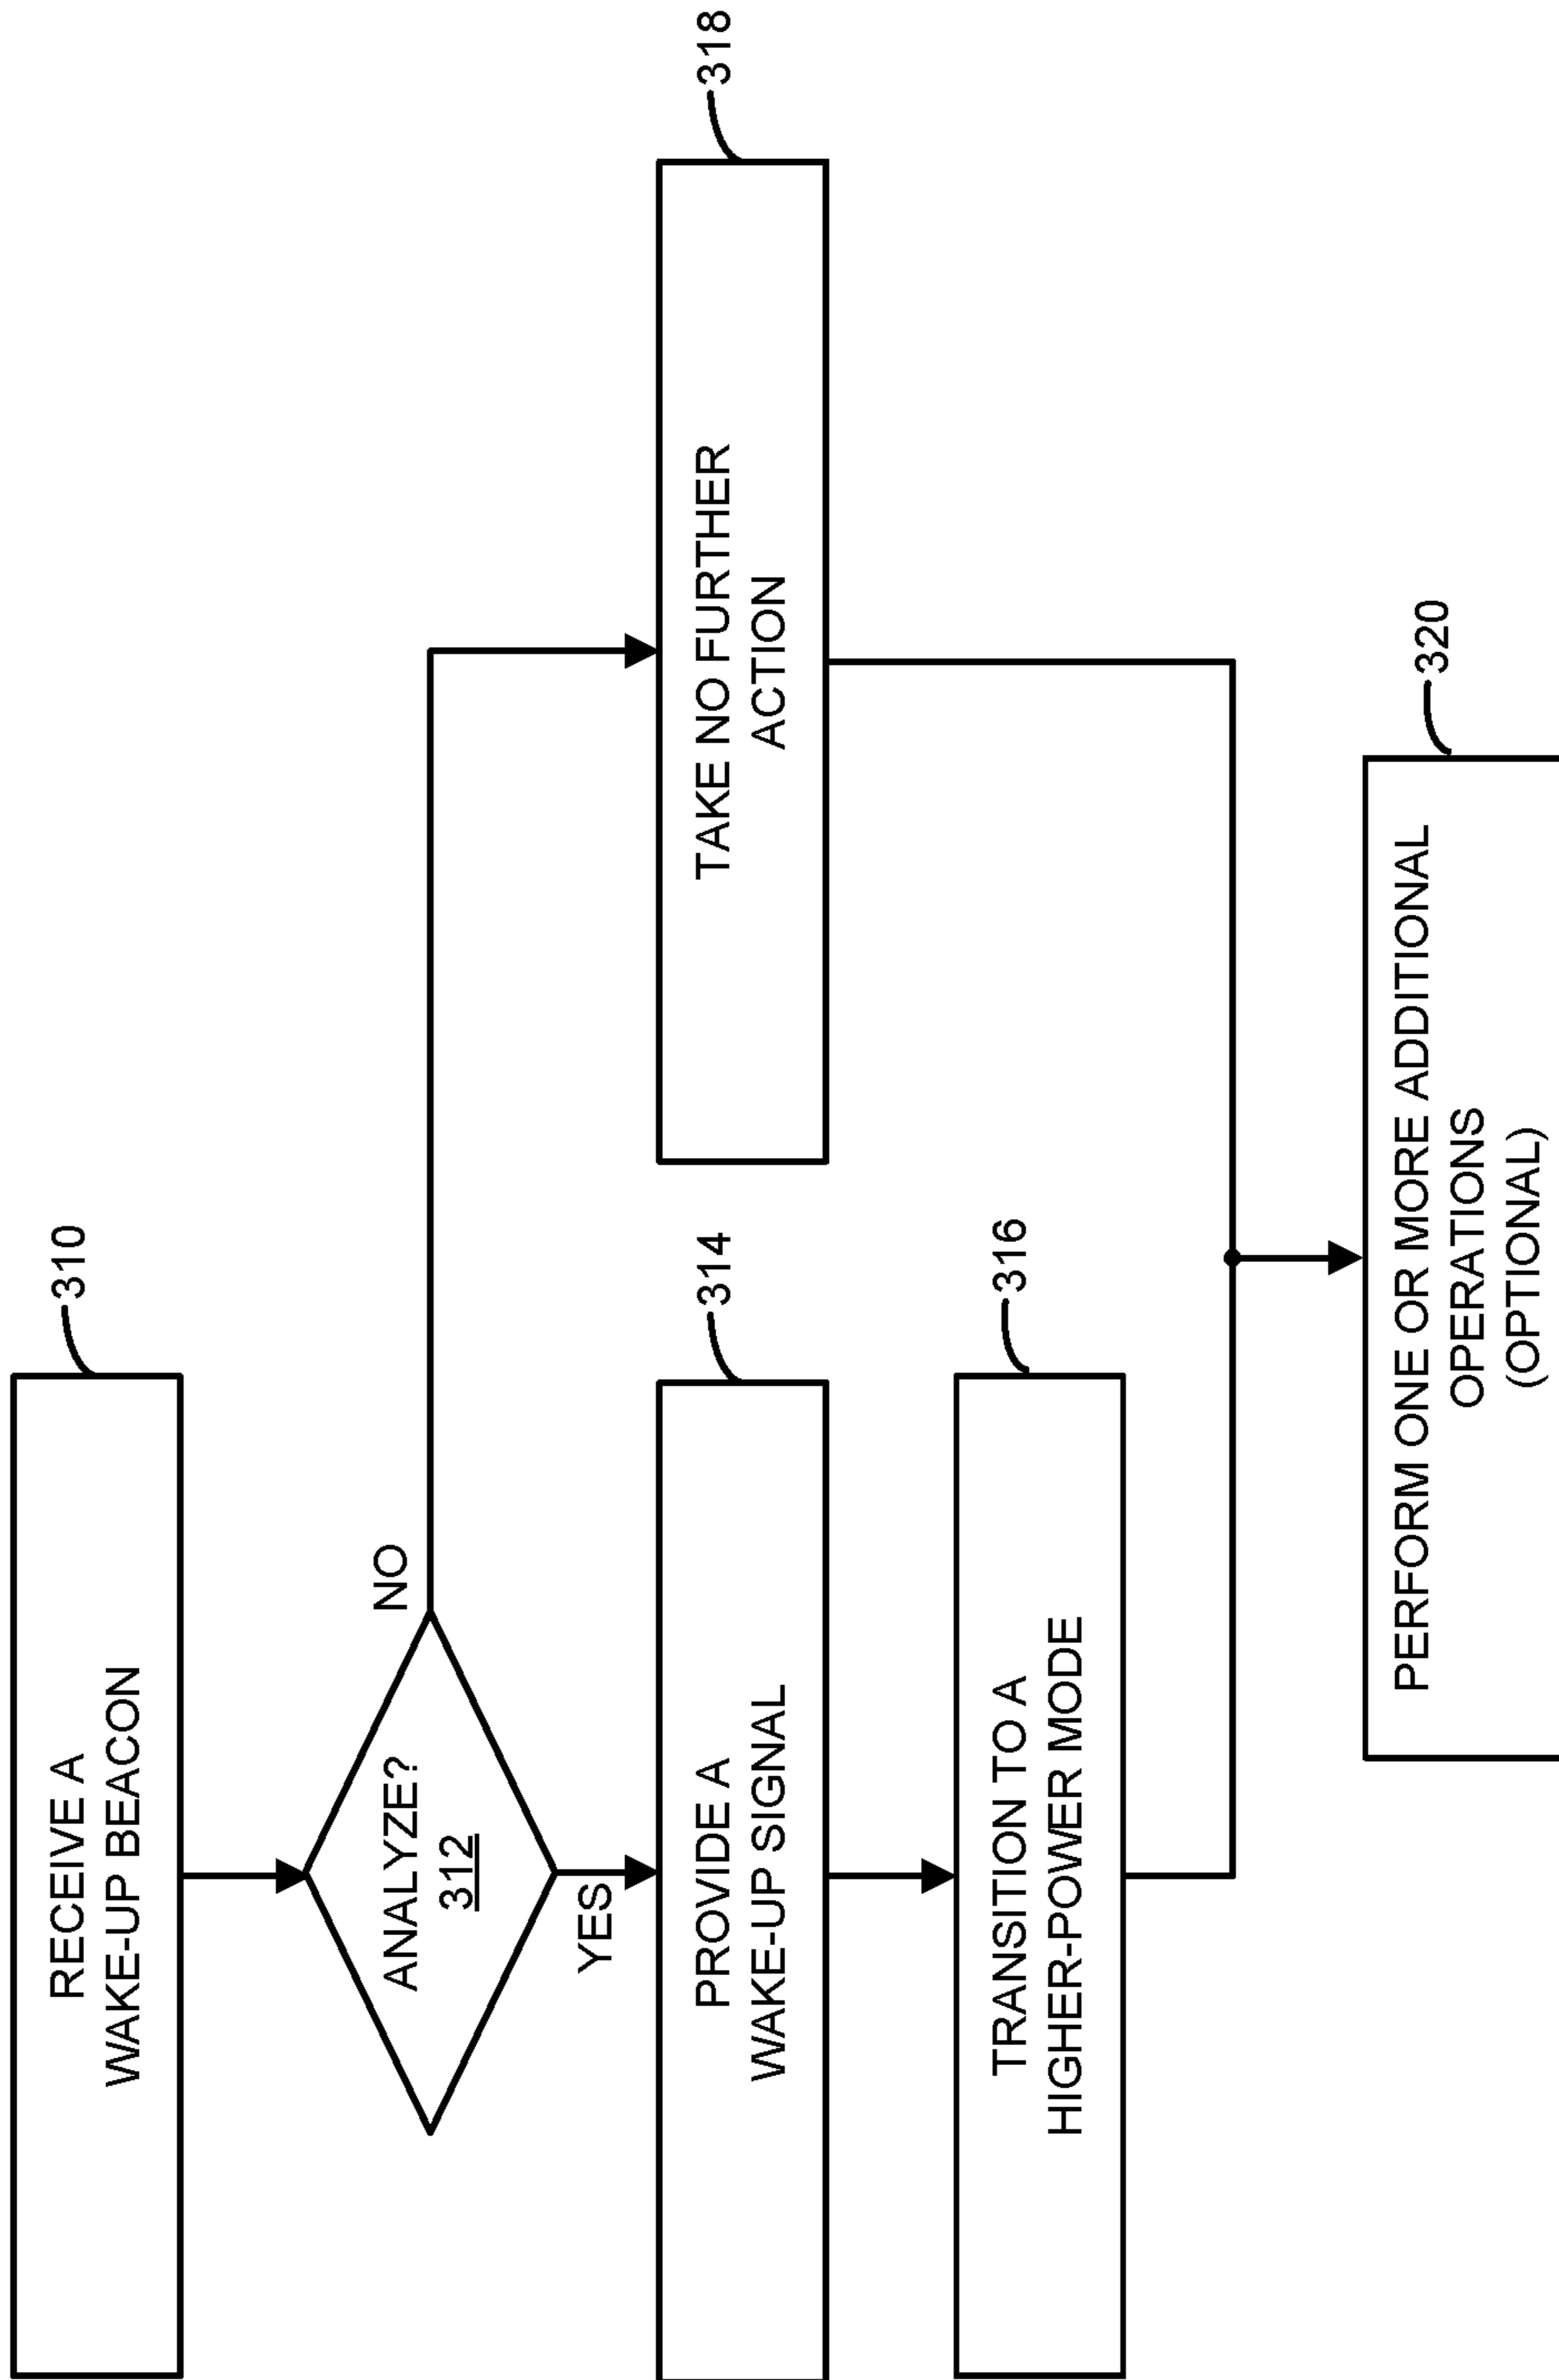 310
RECEIVE A
WAKE-UP BEACON
ANALYZE?
312
NO
YES
314
PROVIDE A
WAKE-UP SIGNAL
318
TAKE NO FURTHER
ACTION
316
TRANSITION TO A
HIGHER-POWER MODE
320
PERFORM ONE OR MORE ADDITIONAL
OPERATIONS
(OPTIONAL)